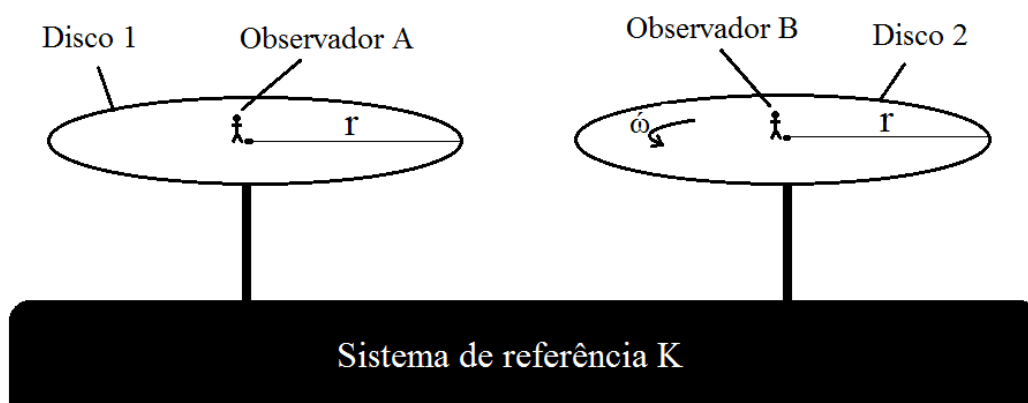 Disco 1
Observador A
Observador B
Disco 2
r
ώ
r
Sistema de referência K